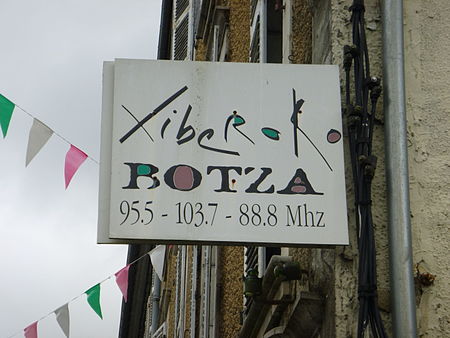 XibeRoKo
BOTZA
95.5 - 103.7 - 88.8 Mhz